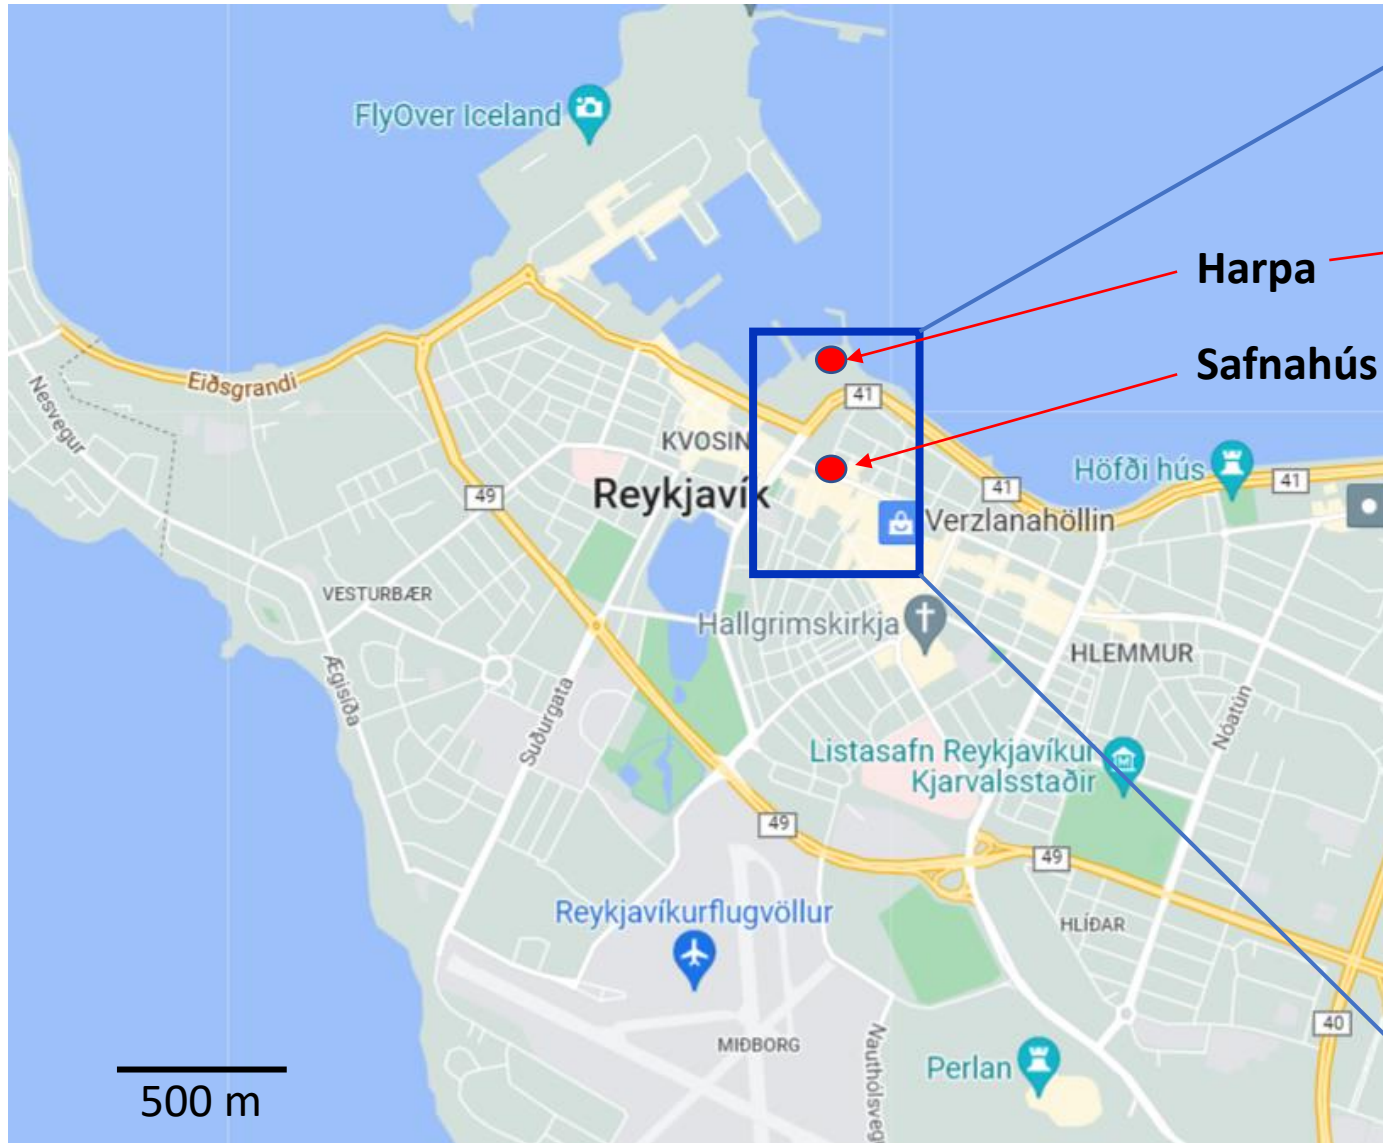 FlyOver Iceland
Harpa
Safnahús
Eiðsgrandi
Nesvegur
41
KVOSIN
Reykjavík
49
41
Höfði hús
41
Verzlanahöllin
VESTURBÆR
Hallgrimskirkja
HLEMMUR
Ægisíða
Suðurgata
Nóatún
Listasafn Reykjavíkur
Kjarvalsstaðir
49
49
Reykjavíkurflugvöllur
HLÍÐAR
40
MIÐBORG
Perlan
500 m